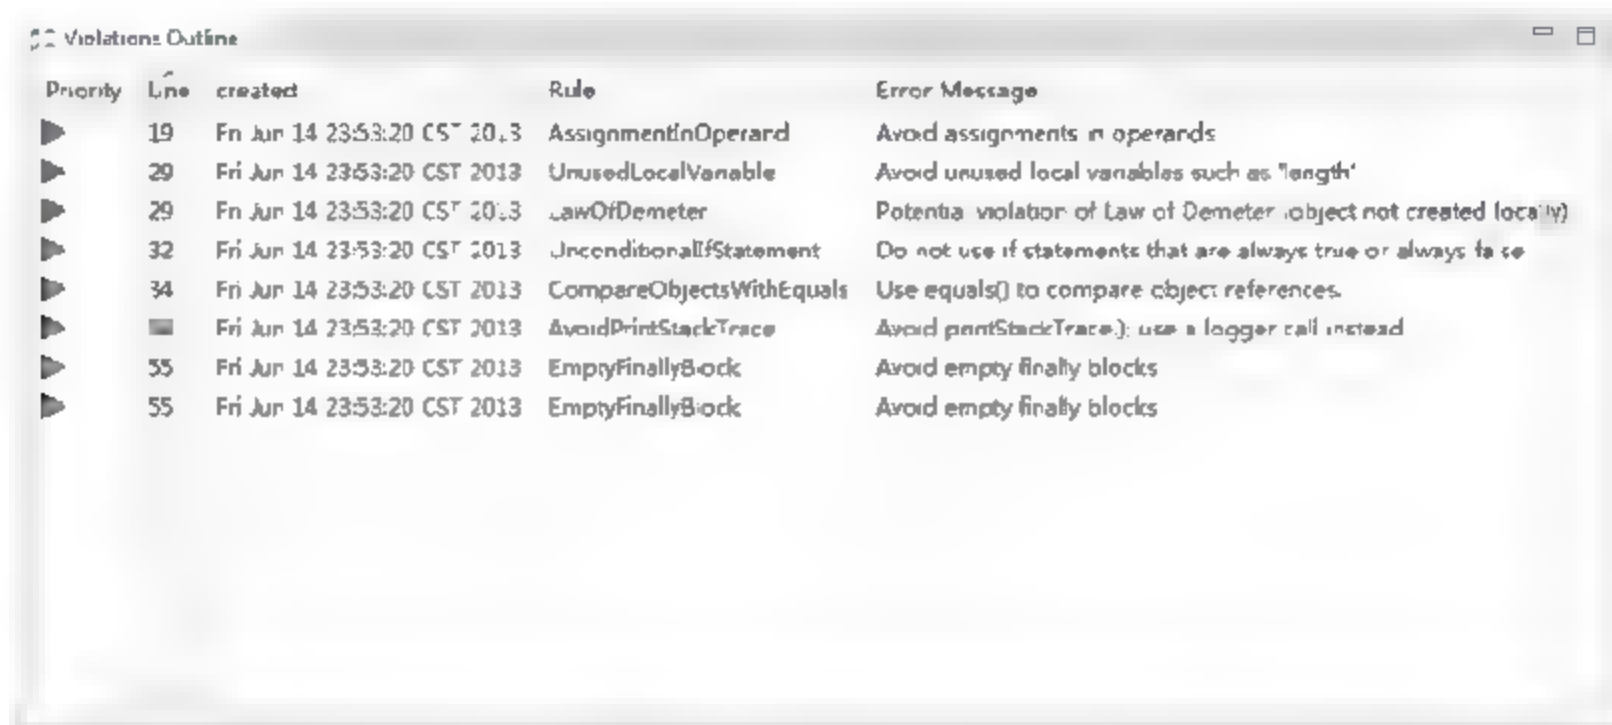 Violations Outline
Priority Line created Rule Error Message
19 Fri Jun 14 23:53:20 CST 2013 AssignmentInOperand Avoid assignments in operands
29 Fri Jun 14 23:53:20 CST 2013 UnusedLocalVariable Avoid unused local variables such as 'length'
29 Fri Jun 14 23:53:20 CST 2013 LawOfDemeter Potential violation of Law of Demeter (object not created locally)
32 Fri Jun 14 23:53:20 CST 2013 UnconditionalIfStatement Do not use if statements that are always true or always false
34 Fri Jun 14 23:53:20 CST 2013 CompareObjectsWithEquals Use equals() to compare object references.
Fri Jun 14 23:53:20 CST 2013 AvoidPrintStackTrace Avoid printStackTrace(); use a logger call instead
55 Fri Jun 14 23:53:20 CST 2013 EmptyFinallyBlock Avoid empty finally blocks
55 Fri Jun 14 23:53:20 CST 2013 EmptyFinallyBlock Avoid empty finally blocks